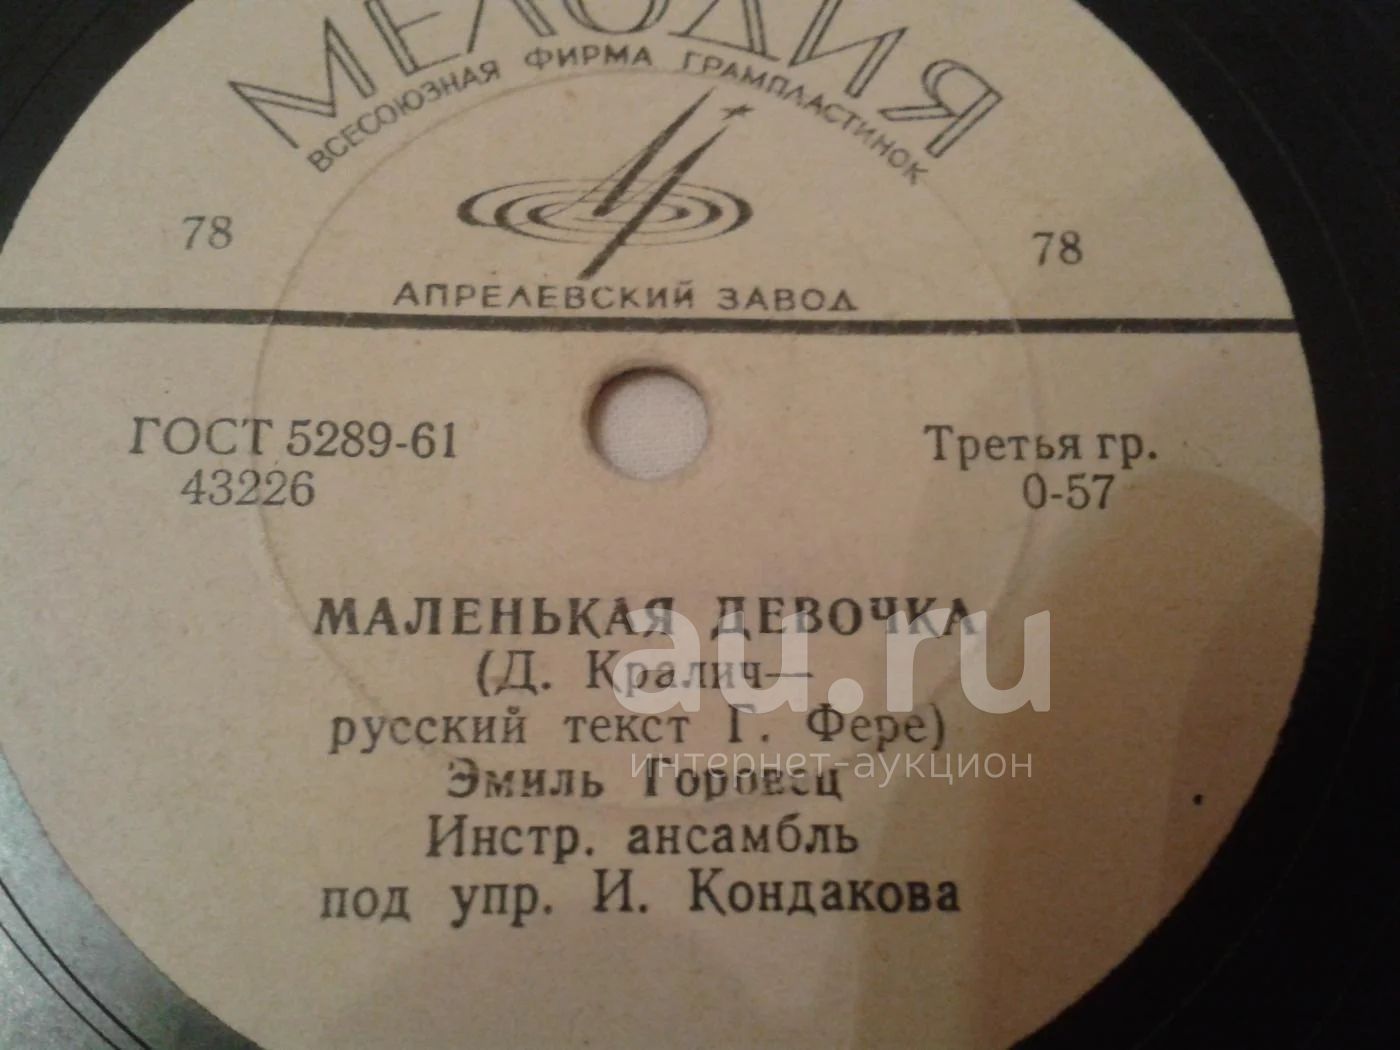 МЕЛОДИЯ
ВСЕСОЮЗНАЯ ФИРМА ГРАМПЛАСТИНОК
78 78
АПРЕЛЕВСКИЙ ЗАВОД
ГОСТ 5289-61 Третья гр.
43226 0-57
МАЛЕНЬКАЯ ДЕВОЧКА
(Д. Кралич—
русский текст Г. Фере)
Эмиль Горовец
Инстр. ансамбль
под упр. И. Кондакова
au.ru
интернет-аукцион